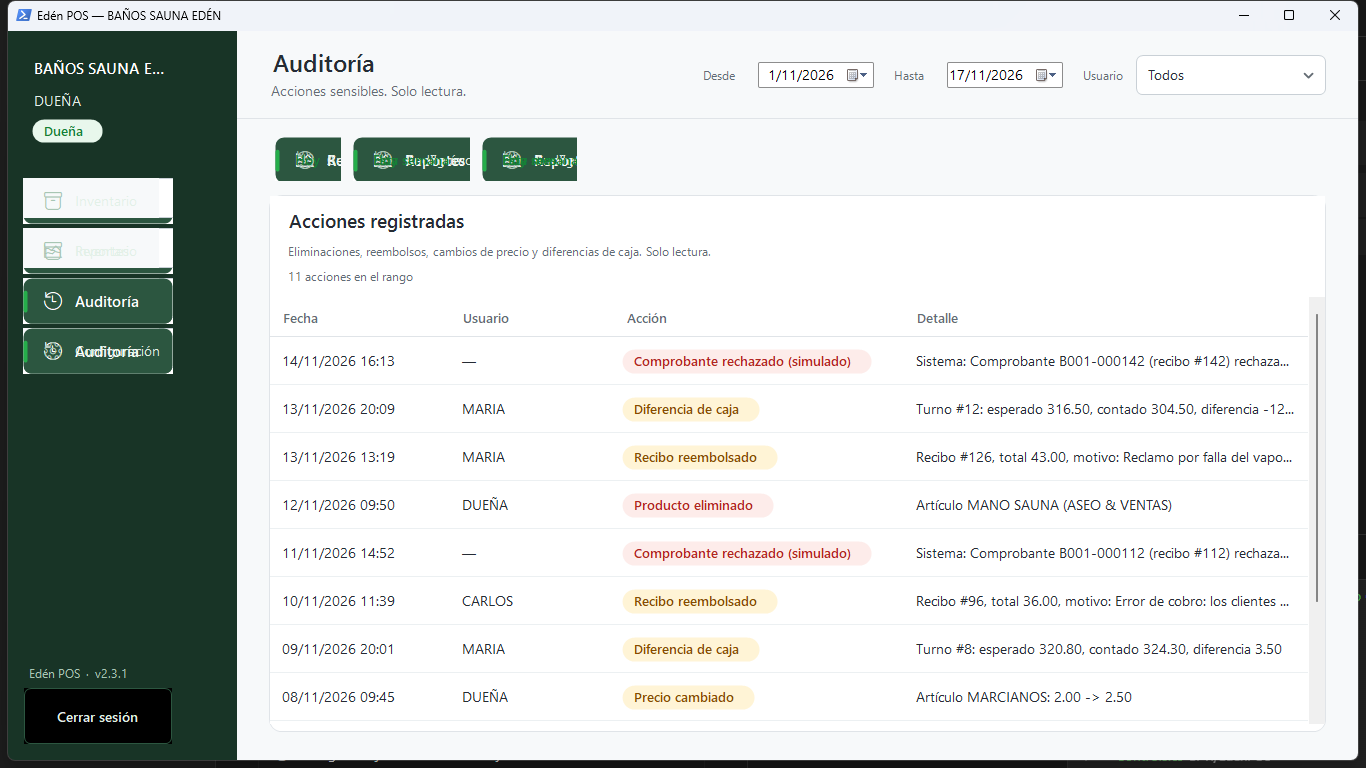 Edén POS — BAÑOS SAUNA EDÉN
BAÑOS SAUNA E...
DUEÑA
Dueña
Inventario
Auditoría
Auditoría
Configuración
Edén POS · v2.3.1
Cerrar sesión
Auditoría
Acciones sensibles. Solo lectura.
Desde 1/11/2026 Hasta 17/11/2026 Usuario Todos
Acciones registradas
Eliminaciones, reembolsos, cambios de precio y diferencias de caja. Solo lectura.
11 acciones en el rango
Fecha Usuario Acción Detalle
14/11/2026 16:13 — Comprobante rechazado (simulado) Sistema: Comprobante B001-000142 (recibo #142) rechaza...
13/11/2026 20:09 MARIA Diferencia de caja Turno #12: esperado 316.50, contado 304.50, diferencia -12...
13/11/2026 13:19 MARIA Recibo reembolsado Recibo #126, total 43.00, motivo: Reclamo por falla del vapo...
12/11/2026 09:50 DUEÑA Producto eliminado Artículo MANO SAUNA (ASEO & VENTAS)
11/11/2026 14:52 — Comprobante rechazado (simulado) Sistema: Comprobante B001-000112 (recibo #112) rechaza...
10/11/2026 11:39 CARLOS Recibo reembolsado Recibo #96, total 36.00, motivo: Error de cobro: los clientes ...
09/11/2026 20:01 MARIA Diferencia de caja Turno #8: esperado 320.80, contado 324.30, diferencia 3.50
08/11/2026 09:45 DUEÑA Precio cambiado Artículo MARCIANOS: 2.00 -> 2.50